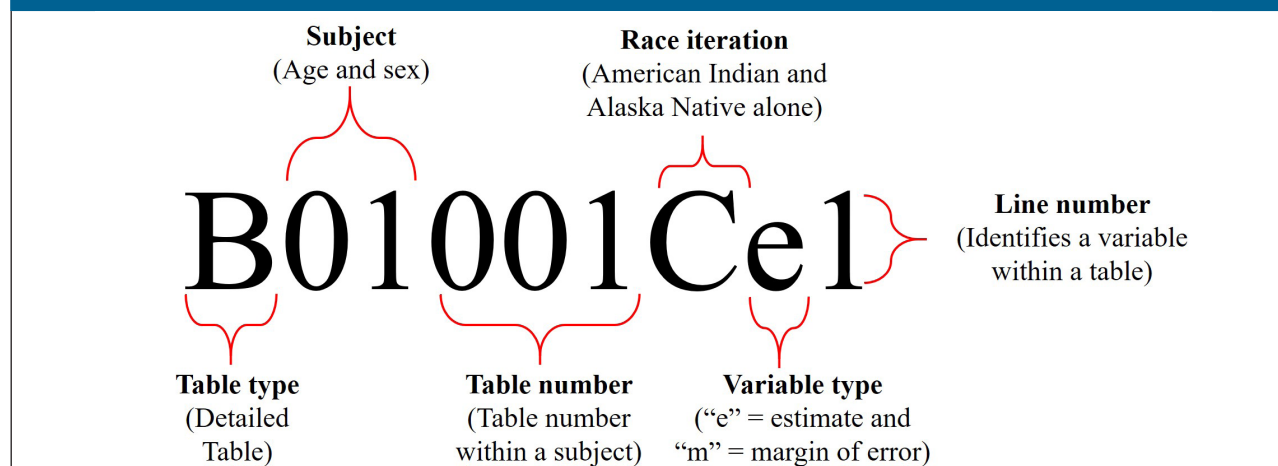 Subject
(Age and sex)
Race iteration
(American Indian and
Alaska Native alone)
B01001Ce1
Line number
(Identifies a variable
within a table)
Table type
(Detailed
Table)
Table number
(Table number
within a subject)
Variable type
(“e” = estimate and
“m” = margin of error)